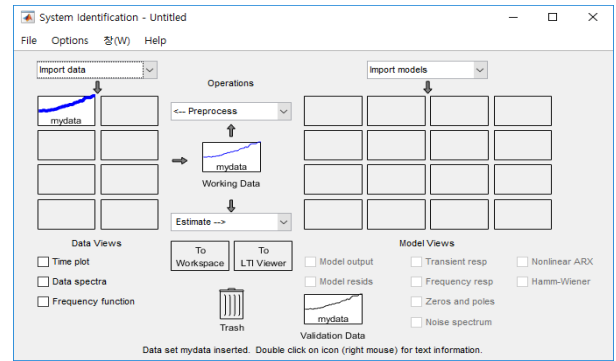 System Identification - Untitled
File Options 창(W) Help
Import data
Import models
Operations
<-- Preprocess
mydata
mydata
Working Data
Estimate -->
Data Views
Model Views
To Workspace
To LTI Viewer
Time plot
Data spectra
Frequency function
Model output
Transient resp
Nonlinear ARX
Model resids
Frequency resp
Hamm-Wiener
Zeros and poles
Noise spectrum
Trash
mydata
Validation Data
Data set mydata inserted. Double click on icon (right mouse) for text information.